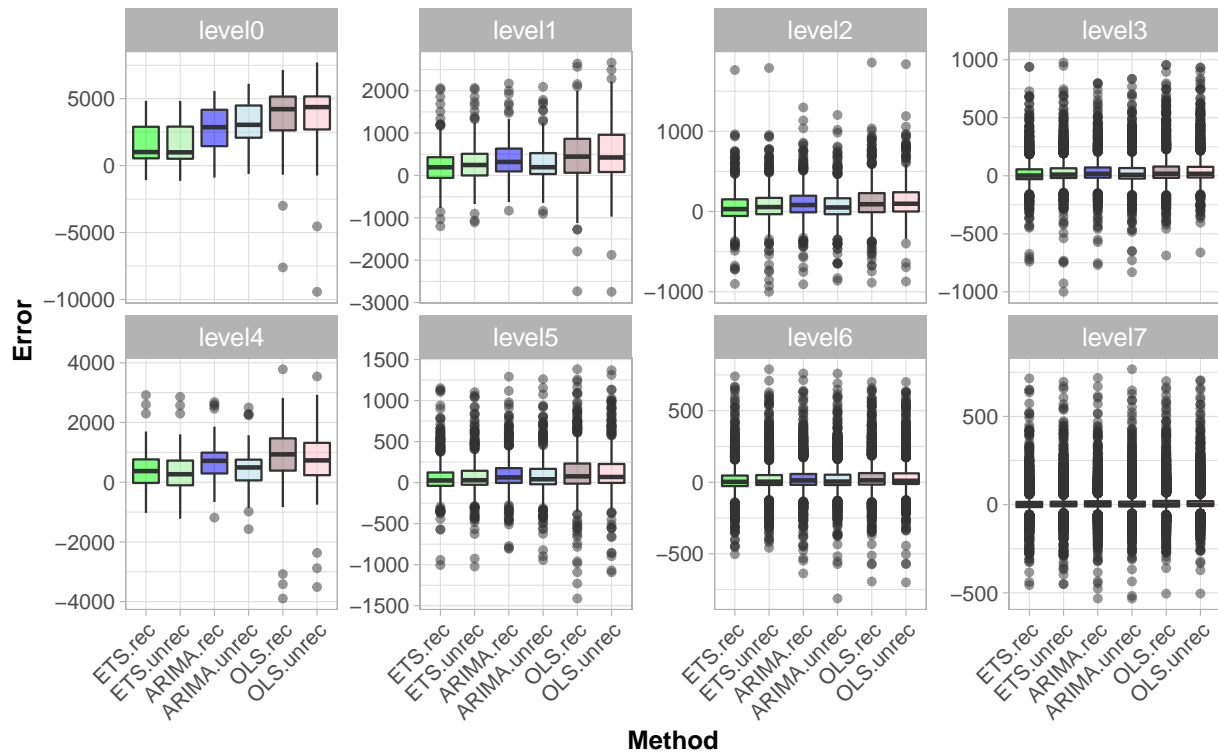 level0
level1
level2
level3
5000
0
−5000
−10000
2000
1000
0
−1000
−2000
−3000
1000
0
−1000
1000
500
0
−500
−1000
Error
level4
level5
level6
level7
4000
2000
0
−2000
−4000
1500
1000
500
0
−500
−1000
−1500
500
0
−500
500
0
−500
ETS.rec
ETS.unrec
ARIMA.rec
ARIMA.unrec
OLS.rec
OLS.unrec
ETS.rec
ETS.unrec
ARIMA.rec
ARIMA.unrec
OLS.rec
OLS.unrec
ETS.rec
ETS.unrec
ARIMA.rec
ARIMA.unrec
OLS.rec
OLS.unrec
ETS.rec
ETS.unrec
ARIMA.rec
ARIMA.unrec
OLS.rec
OLS.unrec
Method